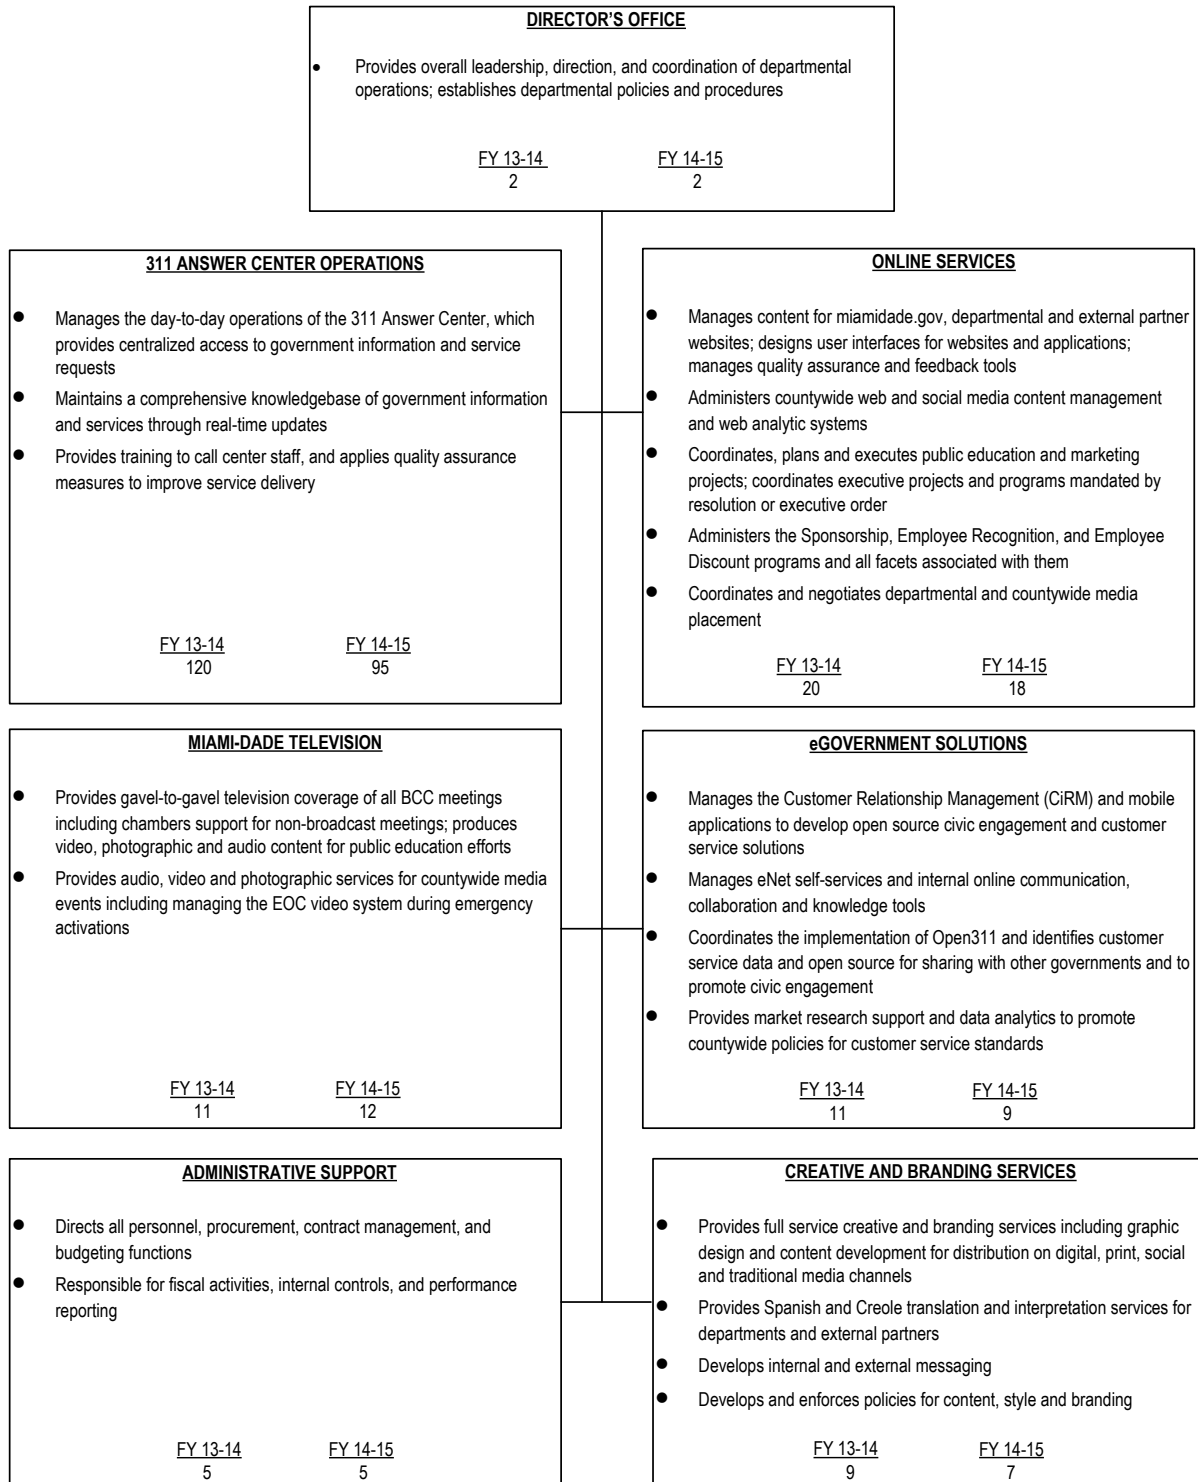 DIRECTOR'S OFFICE
• Provides overall leadership, direction, and coordination of departmental
operations; establishes departmental policies and procedures
FY 13-14 FY 14-15
2 2
311 ANSWER CENTER OPERATIONS
● Manages the day-to-day operations of the 311 Answer Center, which
provides centralized access to government information and service
requests
● Maintains a comprehensive knowledgebase of government information
and services through real-time updates
● Provides training to call center staff, and applies quality assurance
measures to improve service delivery
FY 13-14 FY 14-15
120 95
ONLINE SERVICES
● Manages content for miamidade.gov, departmental and external partner
websites; designs user interfaces for websites and applications;
manages quality assurance and feedback tools
● Administers countywide web and social media content management
and web analytic systems
● Coordinates, plans and executes public education and marketing
projects; coordinates executive projects and programs mandated by
resolution or executive order
● Administers the Sponsorship, Employee Recognition, and Employee
Discount programs and all facets associated with them
● Coordinates and negotiates departmental and countywide media
placement
FY 13-14 FY 14-15
20 18
MIAMI-DADE TELEVISION
● Provides gavel-to-gavel television coverage of all BCC meetings
including chambers support for non-broadcast meetings; produces
video, photographic and audio content for public education efforts
● Provides audio, video and photographic services for countywide media
events including managing the EOC video system during emergency
activations
FY 13-14 FY 14-15
11 12
eGOVERNMENT SOLUTIONS
● Manages the Customer Relationship Management (CiRM) and mobile
applications to develop open source civic engagement and customer
service solutions
● Manages eNet self-services and internal online communication,
collaboration and knowledge tools
● Coordinates the implementation of Open311 and identifies customer
service data and open source for sharing with other governments and to
promote civic engagement
● Provides market research support and data analytics to promote
countywide policies for customer service standards
FY 13-14 FY 14-15
11 9
ADMINISTRATIVE SUPPORT
● Directs all personnel, procurement, contract management, and
budgeting functions
● Responsible for fiscal activities, internal controls, and performance
reporting
FY 13-14 FY 14-15
5 5
CREATIVE AND BRANDING SERVICES
● Provides full service creative and branding services including graphic
design and content development for distribution on digital, print, social
and traditional media channels
● Provides Spanish and Creole translation and interpretation services for
departments and external partners
● Develops internal and external messaging
● Develops and enforces policies for content, style and branding
FY 13-14 FY 14-15
9 7